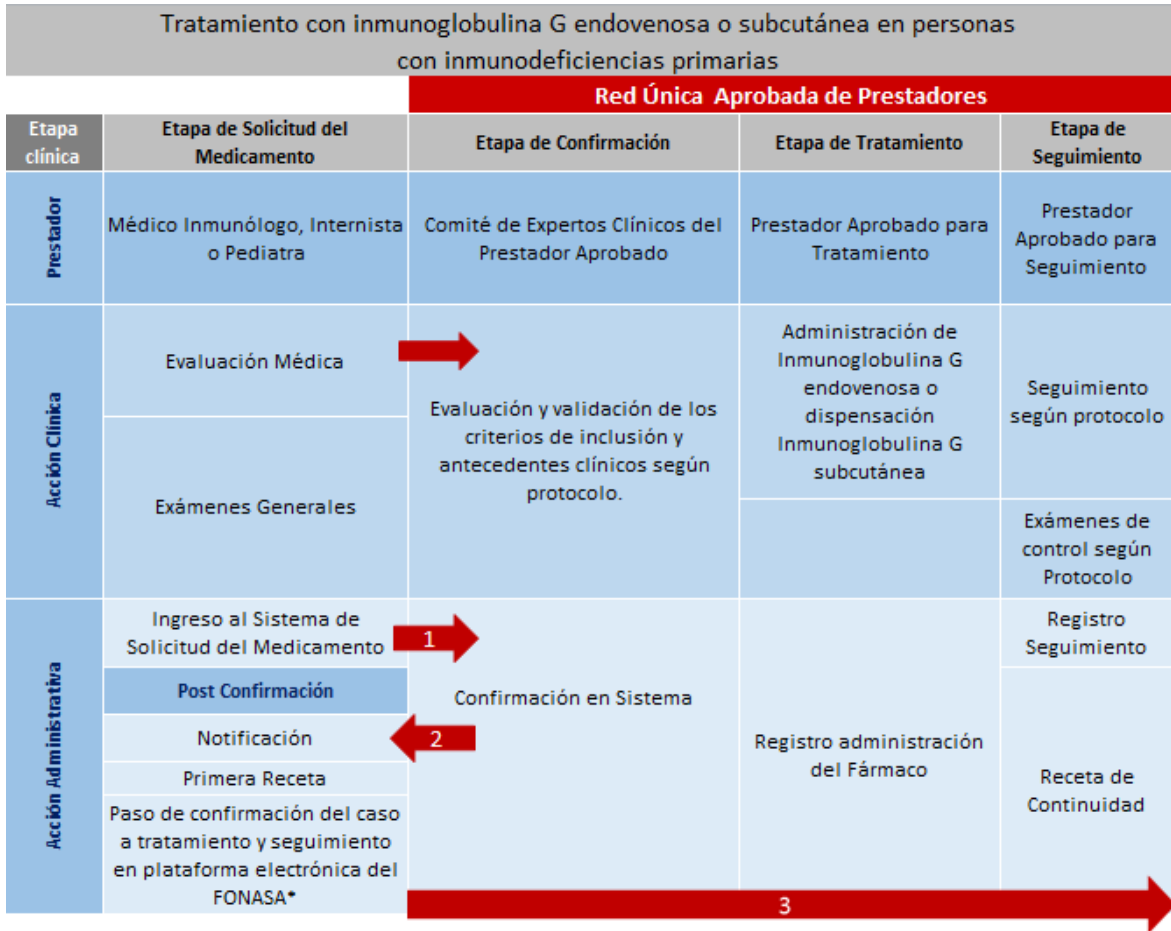 Tratamiento con inmunoglobulina G endovenosa o subcutánea en personas
con inmunodeficiencias primarias
Red Única Aprobada de Prestadores
Etapa
clínica
Etapa de Solicitud del
Medicamento
Etapa de Confirmación
Etapa de Tratamiento
Etapa de
Seguimiento
Prestador
Médico Inmunólogo, Internista
o Pediatra
Comité de Expertos Clínicos del
Prestador Aprobado
Prestador Aprobado para
Tratamiento
Prestador
Aprobado para
Seguimiento
Acción Clínica
Evaluación Médica
Exámenes Generales
Evaluación y validación de los
criterios de inclusión y
antecedentes clínicos según
protocolo.
Administración de
Inmunoglobulina G
endovenosa o
dispensación
Inmunoglobulina G
subcutánea
Seguimiento
según protocolo
Exámenes de
control según
Protocolo
Acción Administrativa
Ingreso al Sistema de
Solicitud del Medicamento
1
Post Confirmación
Notificación
2
Primera Receta
Paso de confirmación del caso
a tratamiento y seguimiento
en plataforma electrónica del
FONASA*
Confirmación en Sistema
Registro administración
del Fármaco
Registro
Seguimiento
Receta de
Continuidad
3